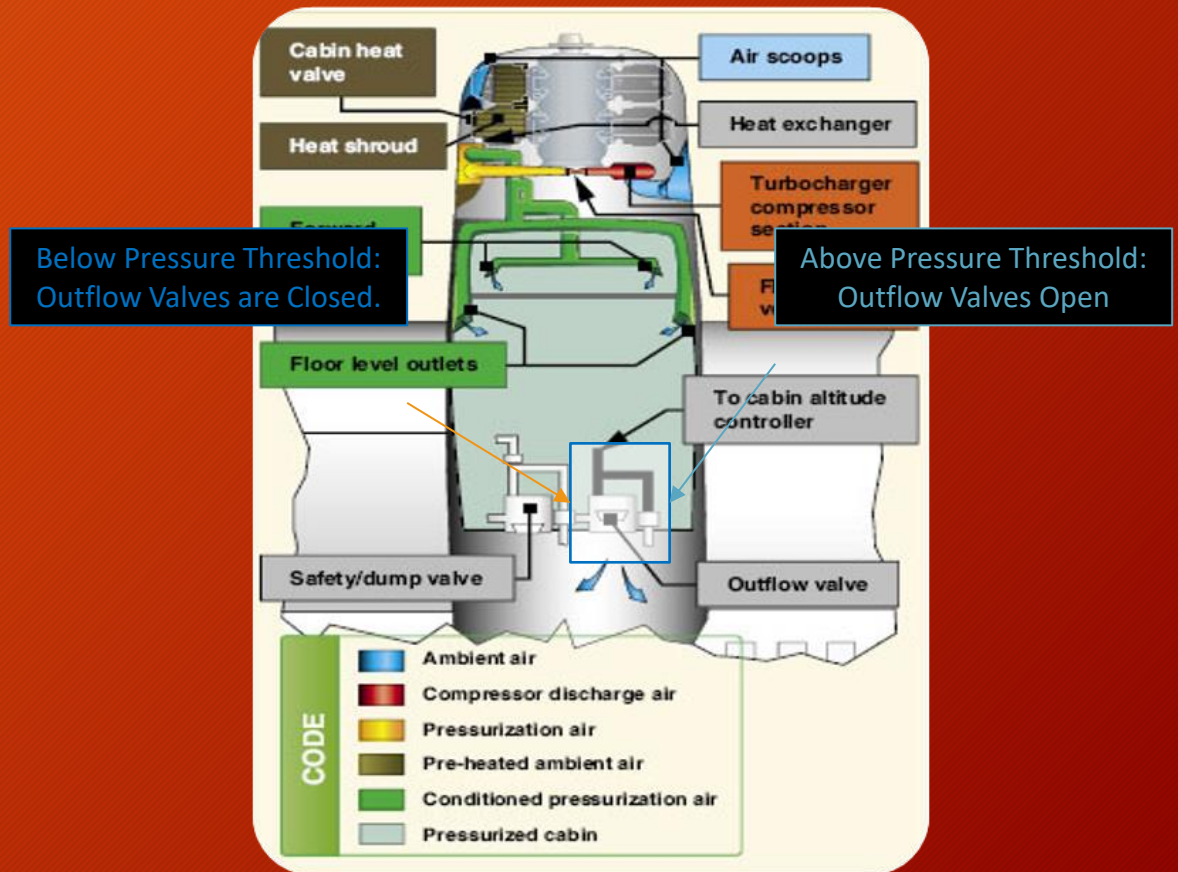 Cabin heat
valve
Air scoops
Heat shroud
Heat exchanger
Turbocharger
compressor
section
Forward
Below Pressure Threshold:
Outflow Valves are Closed.
Above Pressure Threshold:
Outflow Valves Open
Floor level outlets
To cabin altitude
controller
Safety/dump valve
Outflow valve
CODE
Ambient air
Compressor discharge air
Pressurization air
Pre-heated ambient air
Conditioned pressurization air
Pressurized cabin